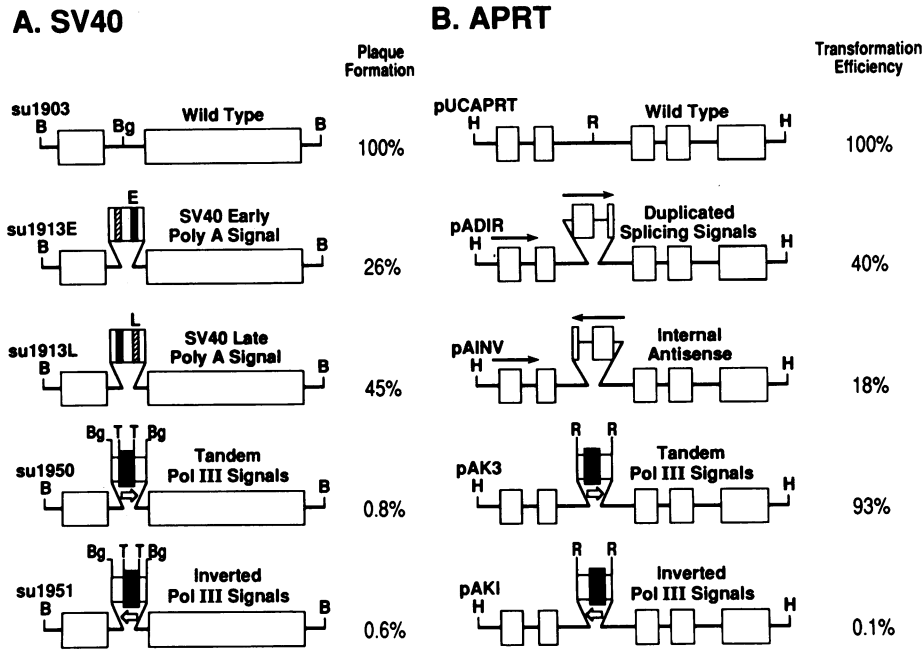 A. SV40
Plaque
Formation
su1903
B
Bg
Wild Type
B
100%
su1913E
B
E
SV40 Early
Poly A Signal
B
26%
su1913L
B
L
SV40 Late
Poly A Signal
B
45%
su1950
B
Bg T T Bg
Tandem
Pol III Signals
B
0.8%
su1951
B
Bg T T Bg
Inverted
Pol III Signals
B
0.6%
B. APRT
Transformation
Efficiency
pUCAPRT
H
R
Wild Type
H
100%
pADIR
H
Duplicated
Splicing Signals
H
40%
pAINV
H
Internal
Antisense
H
18%
pAK3
H
R R
Tandem
Pol III Signals
H
93%
pAKI
H
R R
Inverted
Pol III Signals
H
0.1%